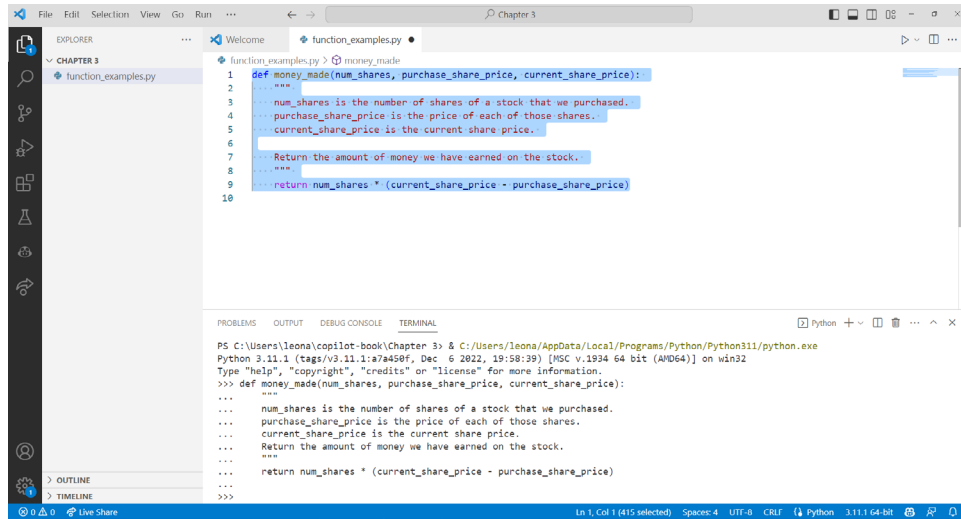 File Edit Selection View Go Run ··· Chapter 3
EXPLORER ···
CHAPTER 3
function_examples.py
Welcome function_examples.py
function_examples.py > money_made
1 def money_made(num_shares, purchase_share_price, current_share_price):
2 """
3 num_shares is the number of shares of a stock that we purchased.
4 purchase_share_price is the price of each of those shares.
5 current_share_price is the current share price.
6
7 Return the amount of money we have earned on the stock.
8 """
9 return num_shares * (current_share_price - purchase_share_price)
10
PROBLEMS OUTPUT DEBUG CONSOLE TERMINAL Python
PS C:\Users\leona\copilot-book\Chapter 3> & C:/Users/leona/AppData/Local/Programs/Python/Python311/python.exe
Python 3.11.1 (tags/v3.11.1:a7a450f, Dec 6 2022, 19:58:39) [MSC v.1934 64 bit (AMD64)] on win32
Type "help", "copyright", "credits" or "license" for more information.
>>> def money_made(num_shares, purchase_share_price, current_share_price):
... """
... num_shares is the number of shares of a stock that we purchased.
... purchase_share_price is the price of each of those shares.
... current_share_price is the current share price.
... Return the amount of money we have earned on the stock.
... """
... return num_shares * (current_share_price - purchase_share_price)
...
>>>
OUTLINE
TIMELINE
1
1
0 0 Live Share Ln 1, Col 1 (415 selected) Spaces: 4 UTF-8 CRLF Python 3.11.1 64-bit